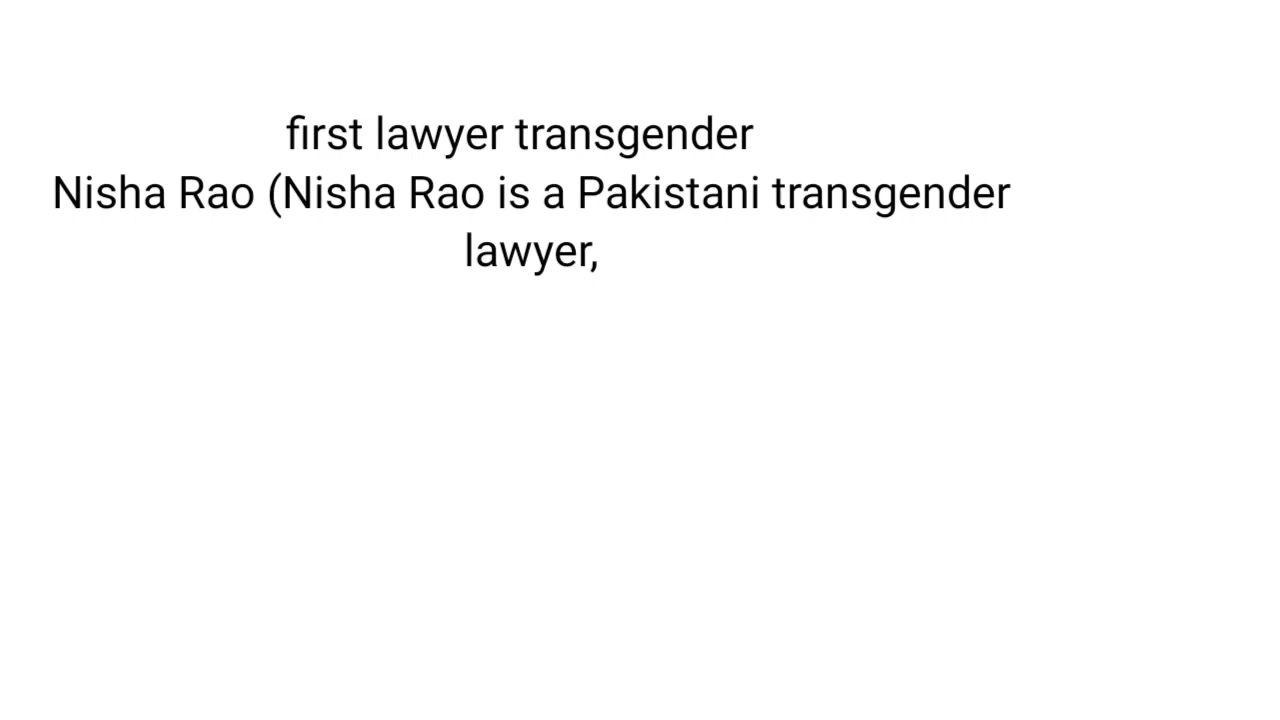 first lawyer transgender
Nisha Rao (Nisha Rao is a Pakistani transgender
lawyer,